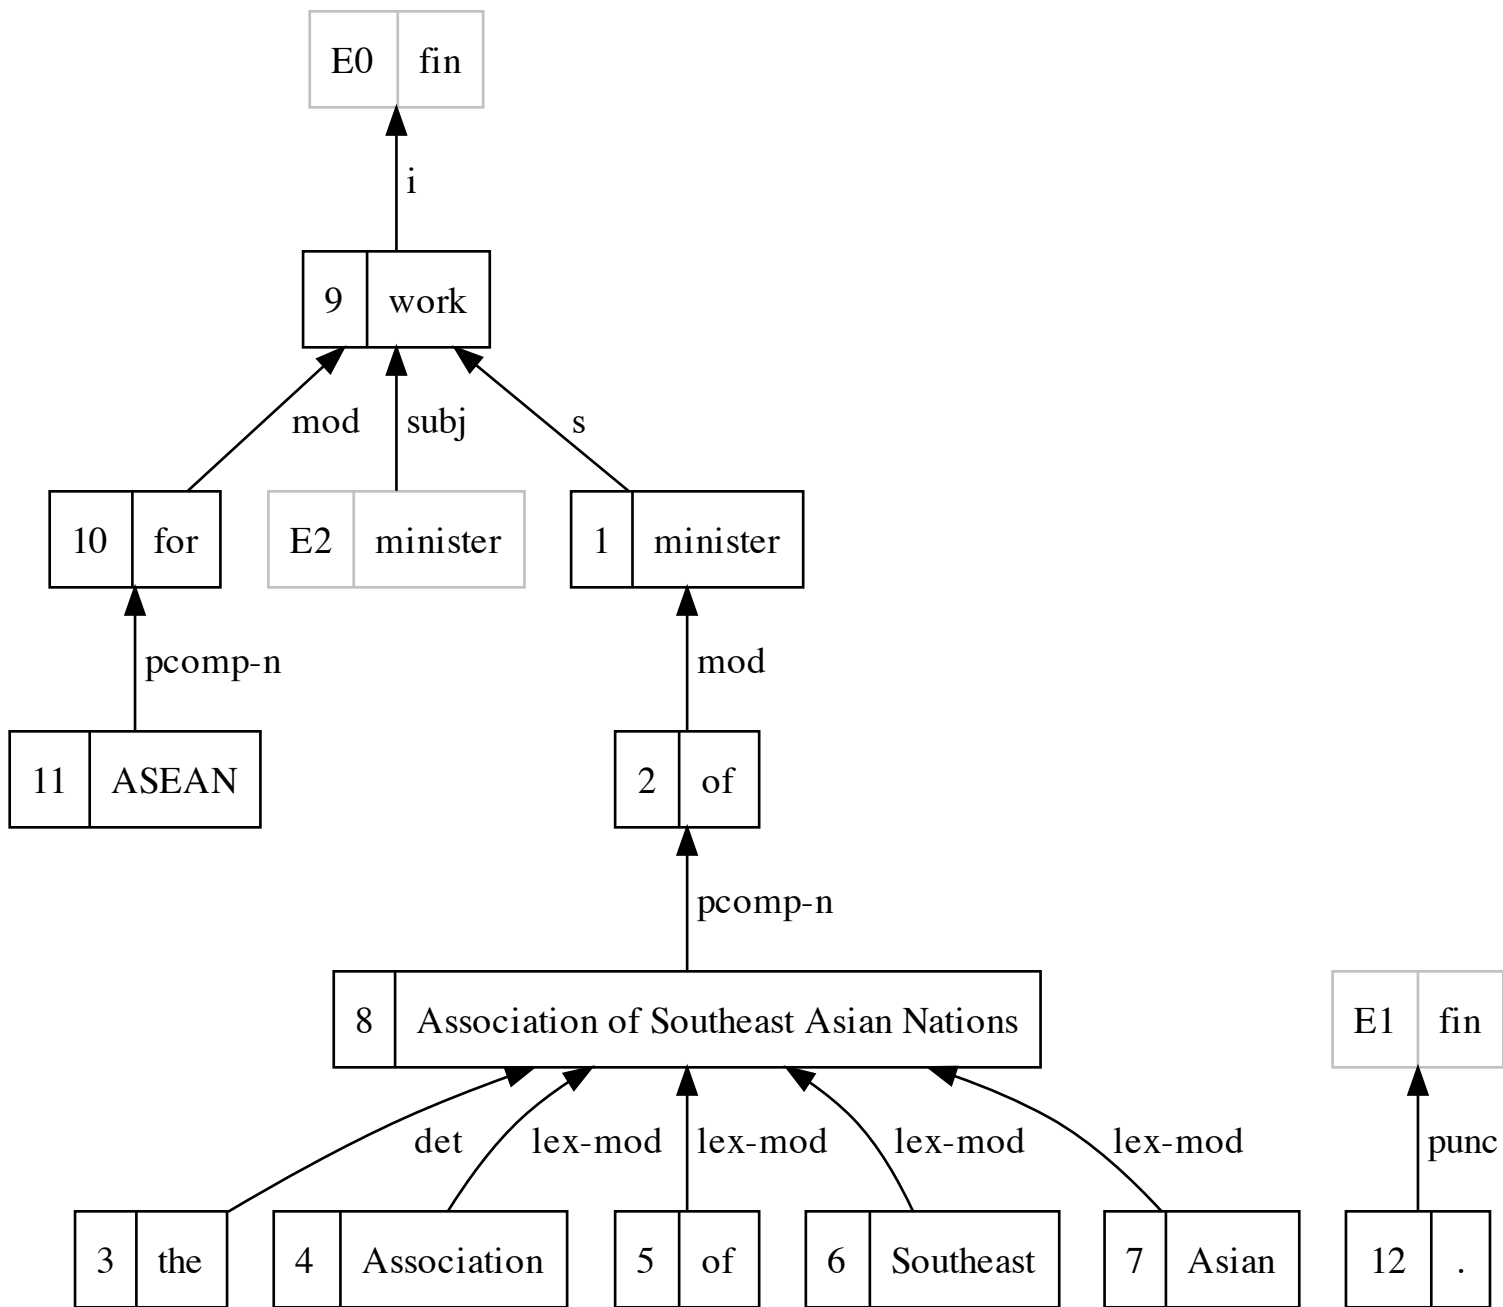 E0 fin
i
9 work
mod subj s
10 for E2 minister 1 minister
pcomp-n mod
11 ASEAN 2 of
pcomp-n
8 Association of Southeast Asian Nations E1 fin
det lex-mod lex-mod lex-mod lex-mod punc
3 the 4 Association 5 of 6 Southeast 7 Asian 12 .